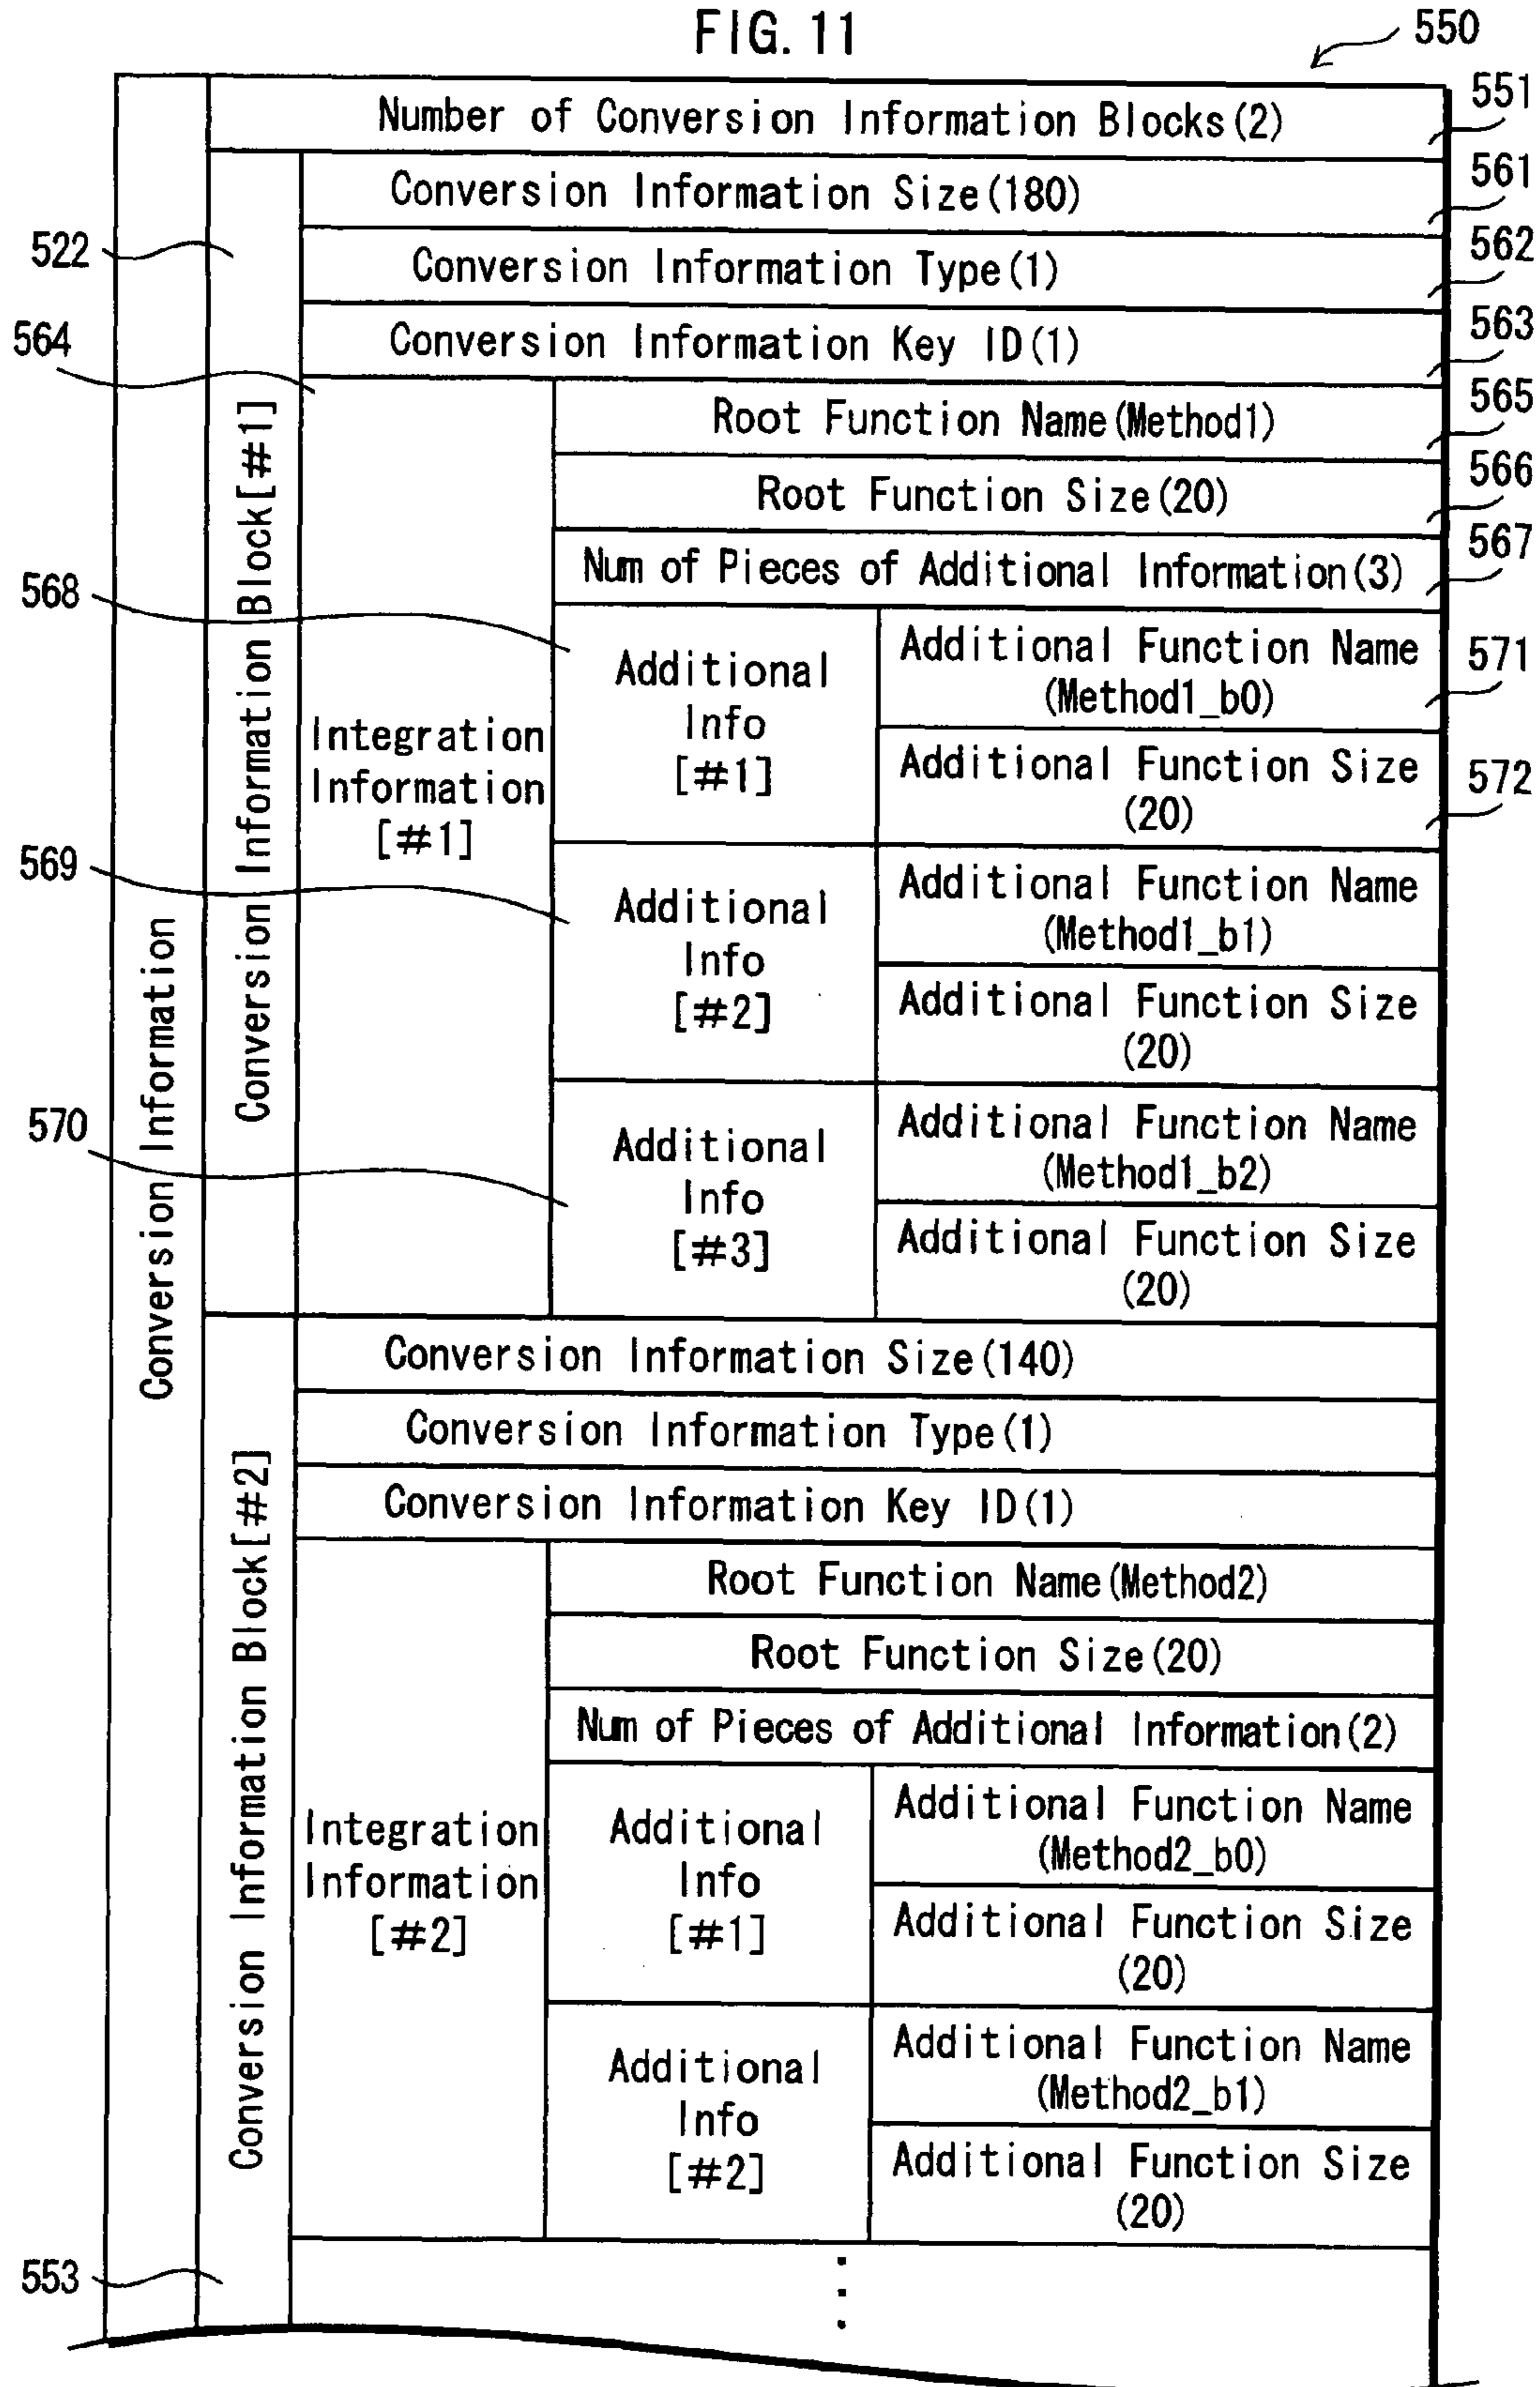 FIG. 11
550
Number of Conversion Information Blocks(2)
551
Conversion Information Size(180)
561
522
Conversion Information Type(1)
562
564
Conversion Information Key ID(1)
563
Root Function Name(Method1)
565
Root Function Size(20)
566
Num of Pieces of Additional Information(3)
567
568
Conversion Information
Conversion Information Block[#1]
Integration
Information
[#1]
Additional
Info
[#1]
Additional Function Name
(Method1_b0)
571
Additional Function Size
(20)
572
569
Additional
Info
[#2]
Additional Function Name
(Method1_b1)
Additional Function Size
(20)
570
Additional
Info
[#3]
Additional Function Name
(Method1_b2)
Additional Function Size
(20)
Conversion Information Block[#2]
Conversion Information Size(140)
Conversion Information Type(1)
Conversion Information Key ID(1)
Integration
Information
[#2]
Root Function Name(Method2)
Root Function Size(20)
Num of Pieces of Additional Information(2)
Additional
Info
[#1]
Additional Function Name
(Method2_b0)
Additional Function Size
(20)
Additional
Info
[#2]
Additional Function Name
(Method2_b1)
Additional Function Size
(20)
553